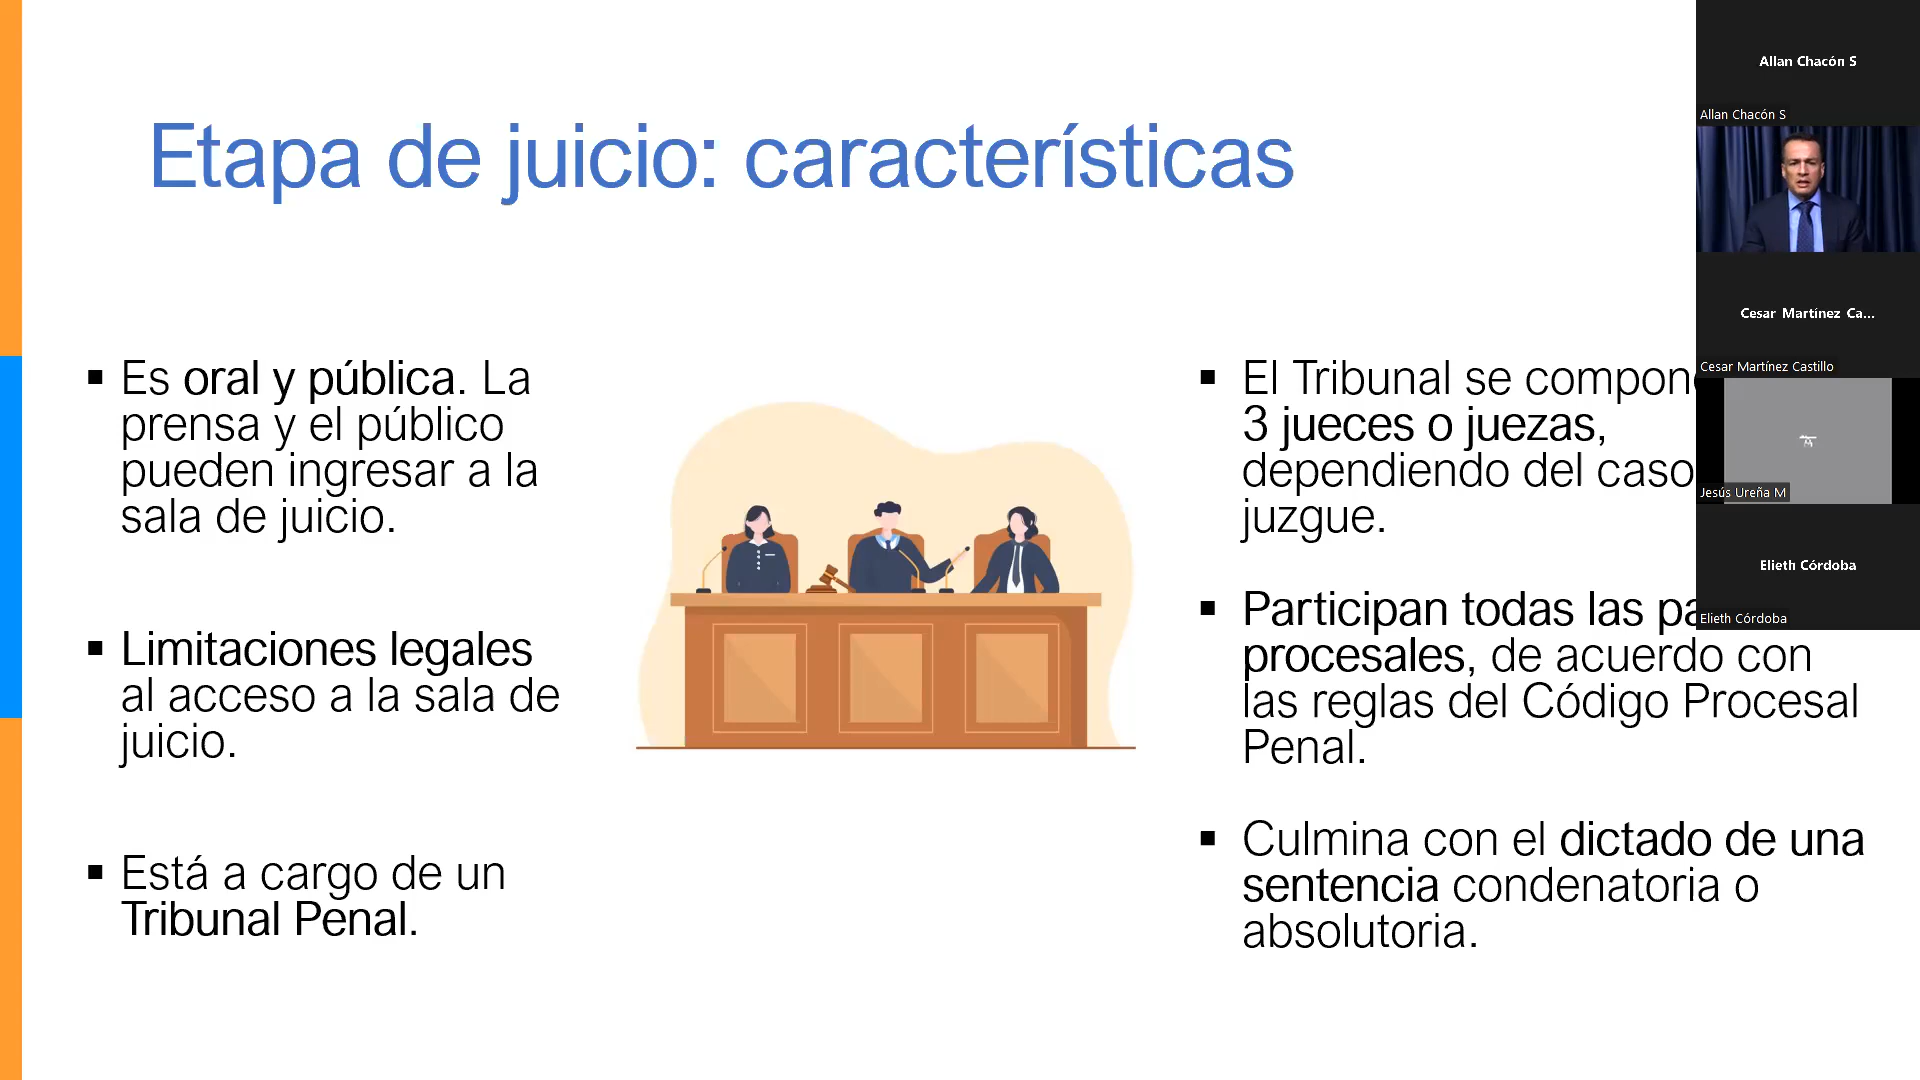 Etapa de juicio: características
Es oral y pública. La
prensa y el público
pueden ingresar a la
sala de juicio.
Limitaciones legales
al acceso a la sala de
juicio.
Está a cargo de un
Tribunal Penal.
El Tribunal se compon
3 jueces o juezas,
dependiendo del caso
juzgue.
Participan todas las
procesales, de acuerdo con
las reglas del Código Procesal
Penal.
Culmina con el dictado de una
sentencia condenatoria o
absolutoria.
Allan Chacón S
Allan Chacón S
Cesar Martínez Ca...
Cesar Martínez Castillo
Jesús Ureña M
Elieth Córdoba
Elieth Córdoba